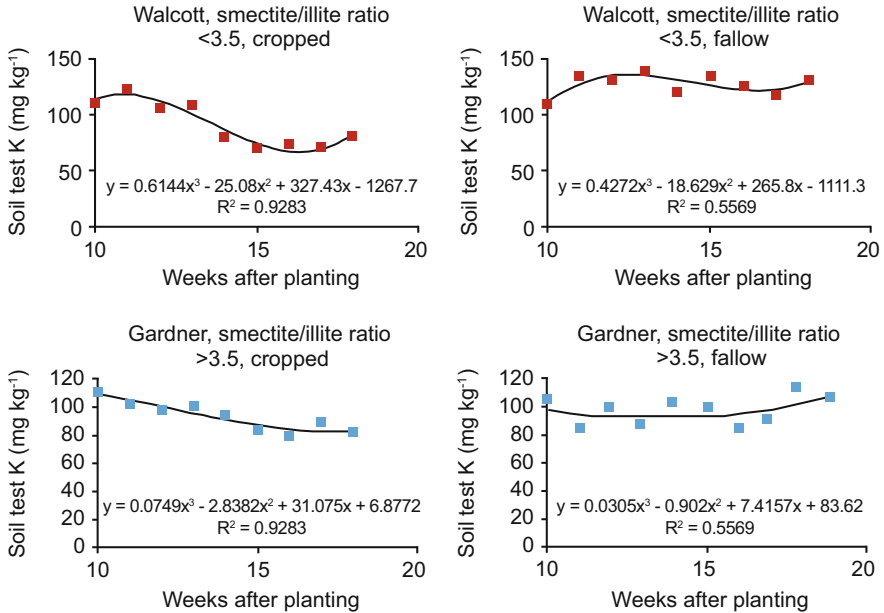 Walcott, smectite/illite ratio
<3.5, cropped
150
100
50
0
Soil test K (mg kg⁻¹)
y = 0.6144x³ - 25.08x² + 327.43x - 1267.7
R² = 0.9283
10 15 20
Weeks after planting
Walcott, smectite/illite ratio
<3.5, fallow
150
100
50
0
Soil test K (mg kg⁻¹)
y = 0.4272x³ - 18.629x² + 265.8x - 1111.3
R² = 0.5569
10 15 20
Weeks after planting
Gardner, smectite/illite ratio
>3.5, cropped
120
100
80
60
40
20
0
Soil test K (mg kg⁻¹)
y = 0.0749x³ - 2.8382x² + 31.075x + 6.8772
R² = 0.9283
10 15 20
Weeks after planting
Gardner, smectite/illite ratio
>3.5, fallow
120
100
80
60
40
20
0
Soil test K (mg kg⁻¹)
y = 0.0305x³ - 0.902x² + 7.4157x + 83.62
R² = 0.5569
10 15 20
Weeks after planting